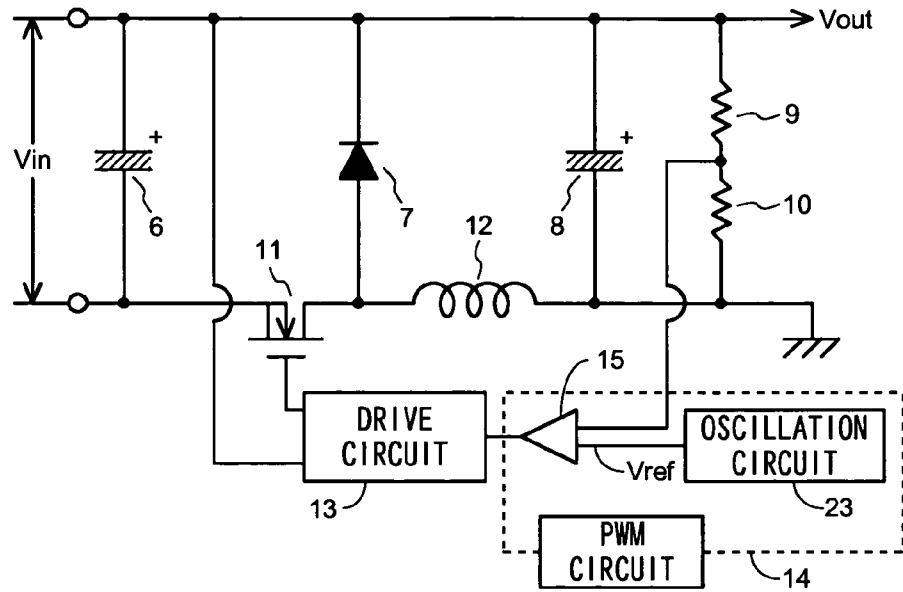 Vout
9
+
+
Vin
6
7
8
10
12
11
15
DRIVE
CIRCUIT
OSCILLATION
CIRCUIT
Vref
13
23
PWM
CIRCUIT
14